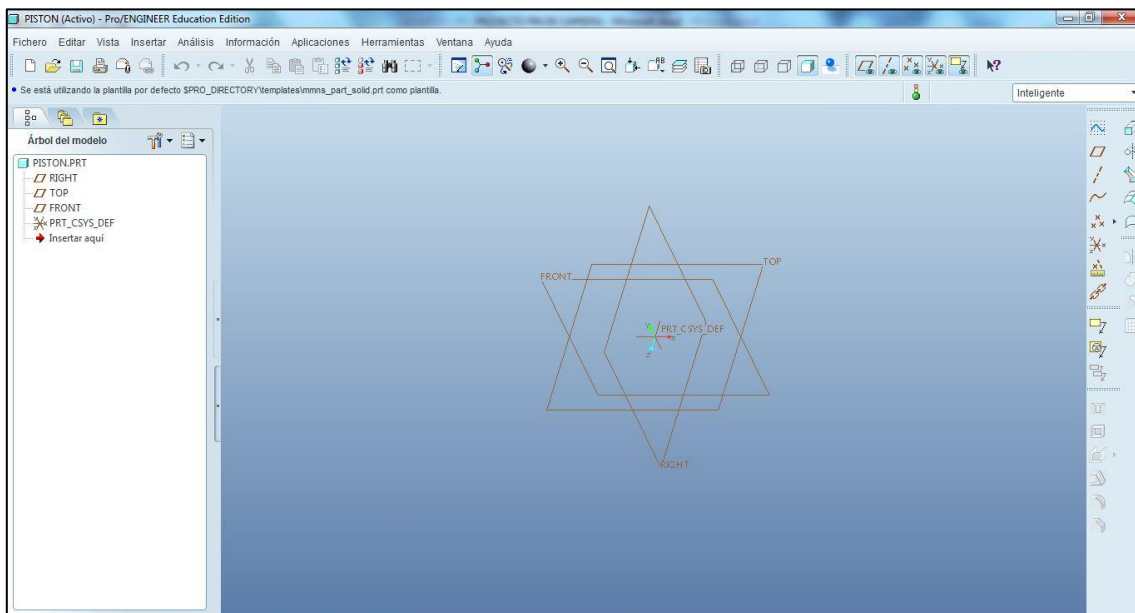 PISTON (Activo) - Pro/ENGINEER Education Edition
Fichero Editar Vista Insertar Análisis Información Aplicaciones Herramientas Ventana Ayuda
Se está utilizando la plantilla por defecto $PRO_DIRECTORY\templates\mmns_part_solid.prt como plantilla.
Inteligente
Árbol del modelo
PISTON.PRT
RIGHT
TOP
FRONT
PRT_CSYS_DEF
Insertar aquí
TOP
FRONT
PRT_CSYS_DEF
RIGHT